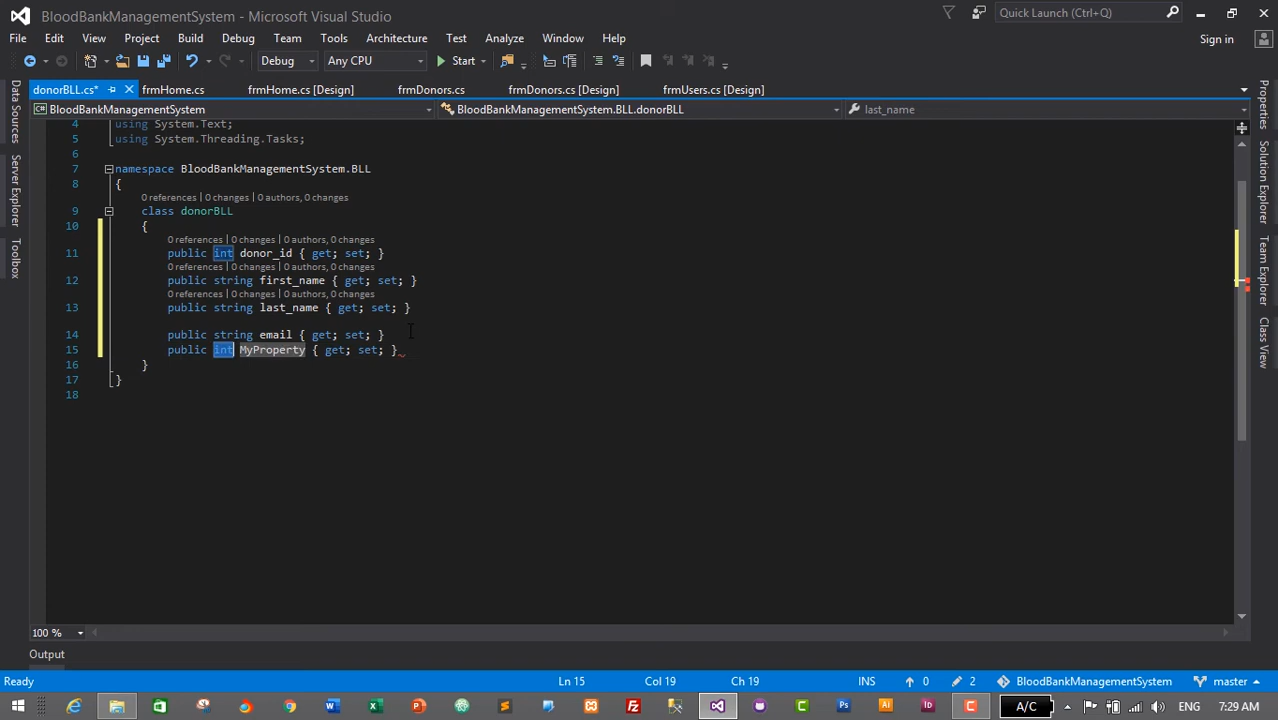 BloodBankManagementSystem - Microsoft Visual Studio
Quick Launch (Ctrl+Q)
File Edit View Project Build Debug Team Tools Architecture Test Analyze Window Help
Sign in
Debug Any CPU Start
donorBLL.cs* frmHome.cs frmHome.cs [Design] frmDonors.cs frmDonors.cs [Design] frmUsers.cs [Design]
BloodBankManagementSystem BloodBankManagementSystem.BLL.donorBLL last_name
Data Sources
Server Explorer
Toolbox
4 using System.Text;
5 using System.Threading.Tasks;
6
7 namespace BloodBankManagementSystem.BLL
8 {
0 references | 0 changes | 0 authors, 0 changes
9 class donorBLL
10 {
0 references | 0 changes | 0 authors, 0 changes
11 public int donor_id { get; set; }
0 references | 0 changes | 0 authors, 0 changes
12 public string first_name { get; set; }
0 references | 0 changes | 0 authors, 0 changes
13 public string last_name { get; set; }
14 public string email { get; set; }
15 public int MyProperty { get; set; }
16 }
17 }
18
Properties
Solution Explorer
Team Explorer
Class View
100 %
Output
Ready Ln 15 Col 19 Ch 19 INS 0 2 BloodBankManagementSystem master
A/C ENG 7:29 AM